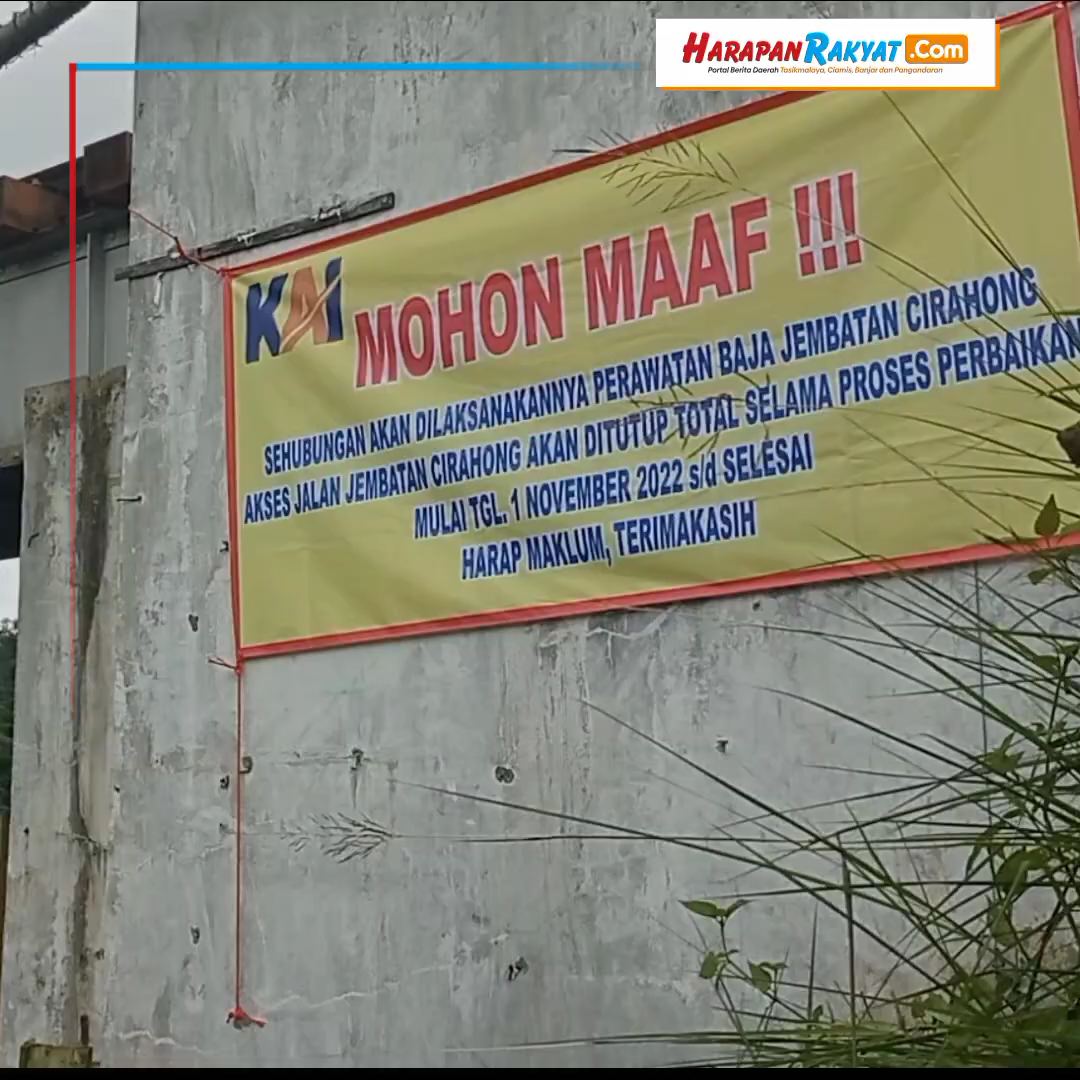 HARAPANRAKYAT.Com
Portal Berita Daerah Tasikmalaya, Ciamis, Banjar dan Pangandaran
KAI
MOHON MAAF !!!
SEHUBUNGAN AKAN DILAKSANAKANNYA PERAWATAN BAJA JEMBATAN CIRAHONG
AKSES JALAN JEMBATAN CIRAHONG AKAN DITUTUP TOTAL SELAMA PROSES PERBAIKAN
MULAI TGL. 1 NOVEMBER 2022 s/d SELESAI
HARAP MAKLUM, TERIMAKASIH